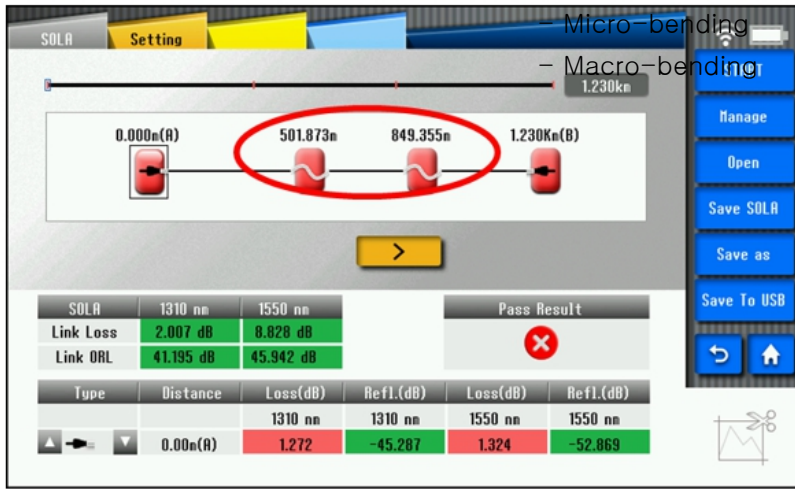 - Micro-bending
- Macro-bending
SOLA
Setting
START
1.230km
Manage
0.000m(A) 501.873m 849.355m 1.230Km(B)
Open
Save SOLA
>
Save as
Save To USB
SOLA 1310 nm 1550 nm
Pass Result
Link Loss 2.007 dB 8.828 dB
Link ORL 41.195 dB 45.942 dB
Type Distance Loss(dB) Refl.(dB) Loss(dB) Refl.(dB)
1310 nm 1310 nm 1550 nm 1550 nm
0.00m(A) 1.272 -45.287 1.324 -52.869